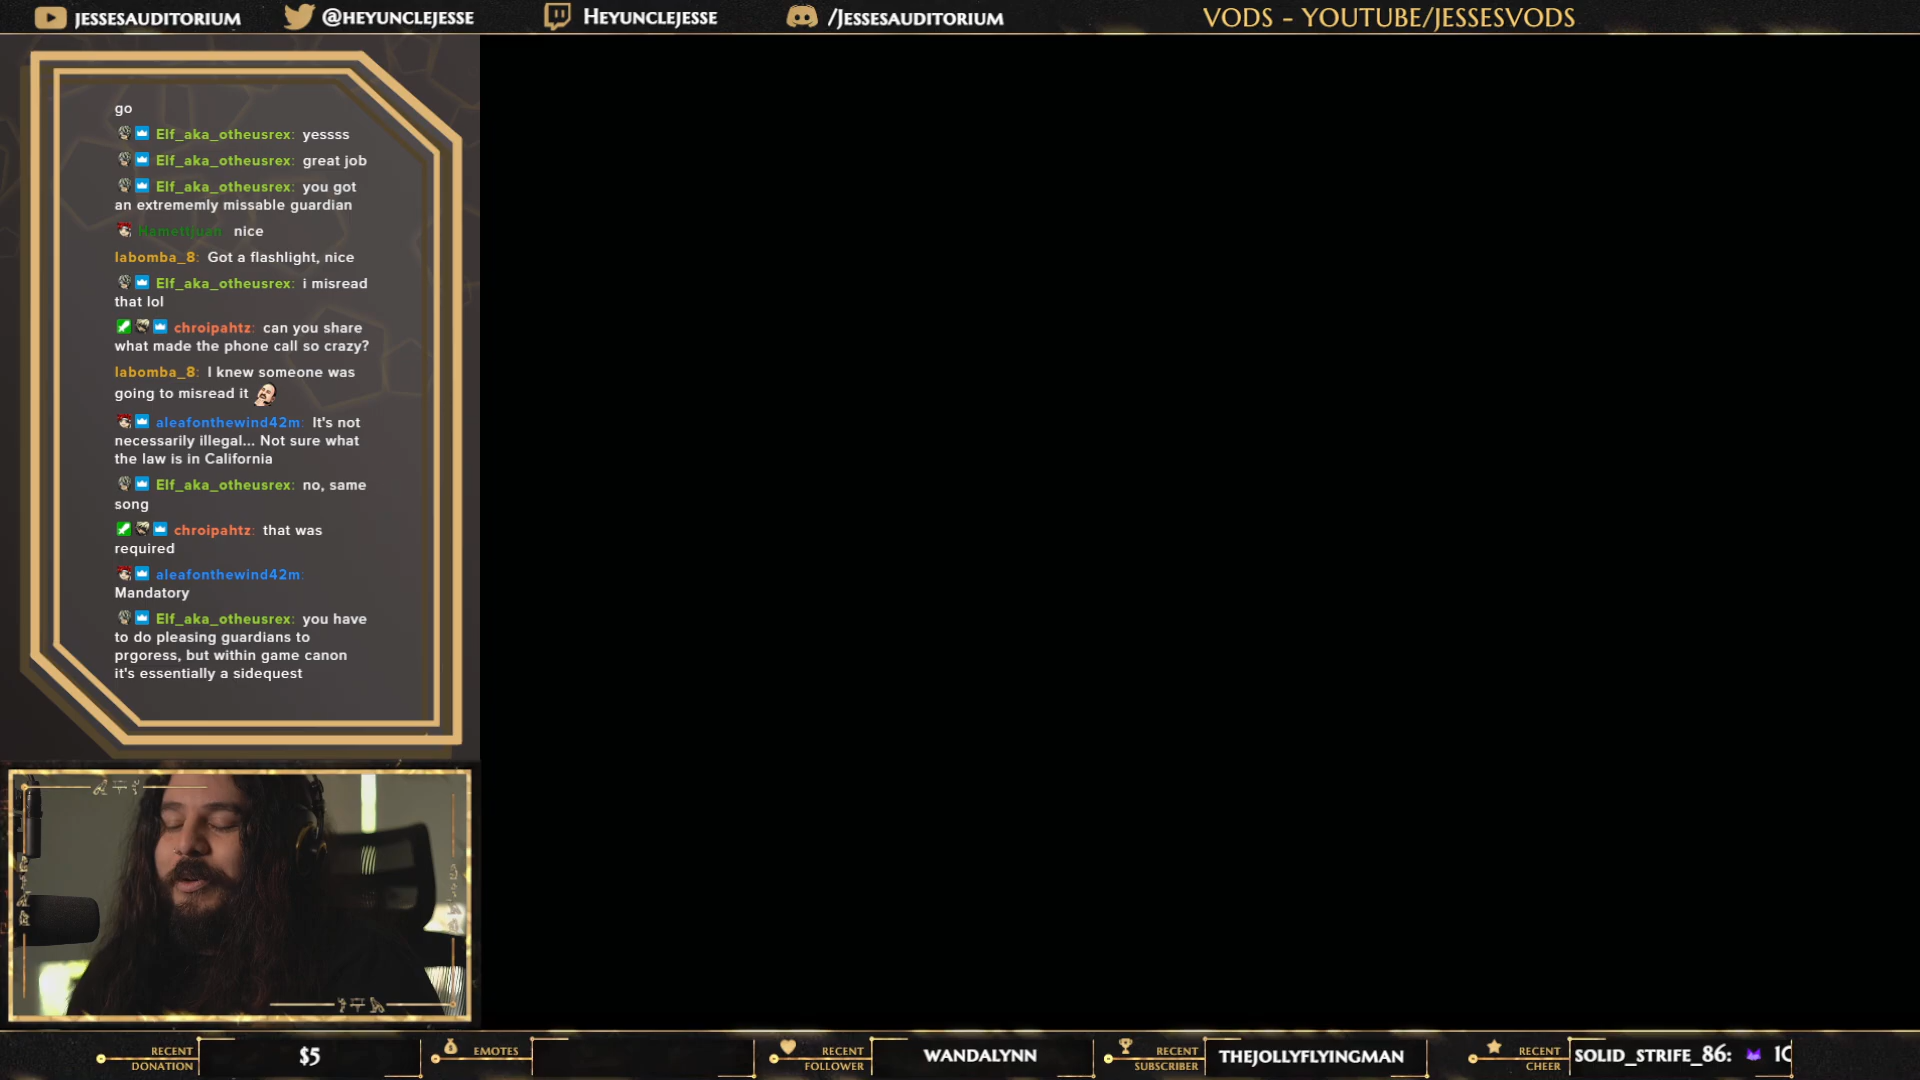 JESSESAUDITORIUM
@HEYUNCLEJESSE
HEYUNCLEJESSE
/JESSESAUDITORIUM
VODS - YOUTUBE/JESSESVODS
go
Elf_aka_otheusrex: yessss
Elf_aka_otheusrex: great job
Elf_aka_otheusrex: you got
an extrememly missable guardian
Hamettjuan nice
labomba_8: Got a flashlight, nice
Elf_aka_otheusrex: i misread
that lol
chroipahtz: can you share
what made the phone call so crazy?
labomba_8: I knew someone was
going to misread it
aleafonthewind42m: It's not
necessarily illegal... Not sure what
the law is in California
Elf_aka_otheusrex: no, same
song
chroipahtz: that was
required
aleafonthewind42m:
Mandatory
Elf_aka_otheusrex: you have
to do pleasing guardians to
prgoress, but within game canon
it's essentially a sidequest
RECENT
DONATION
$5
EMOTES
RECENT
FOLLOWER
WANDALYNN
RECENT
SUBSCRIBER
THEJOLLYFLYINGMAN
RECENT
CHEER
SOLID_STRIFE_86: